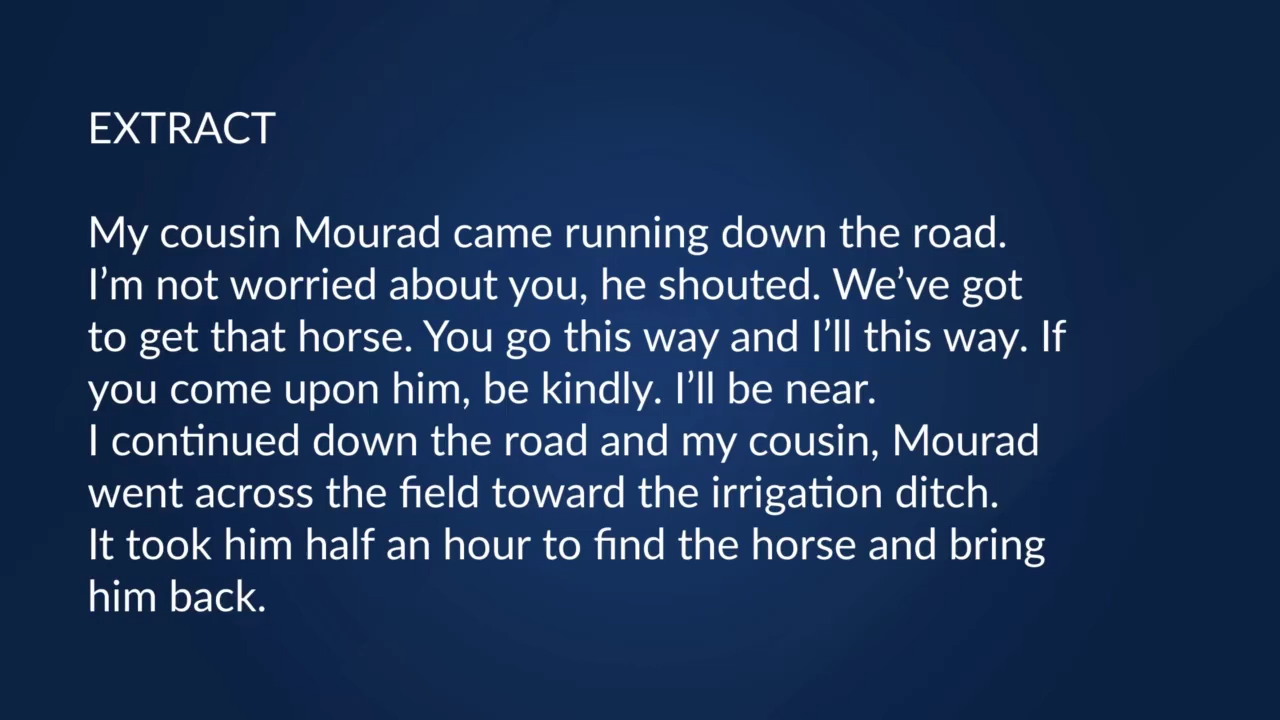 EXTRACT
My cousin Mourad came running down the road.
I’m not worried about you, he shouted. We’ve got
to get that horse. You go this way and I’ll this way. If
you come upon him, be kindly. I’ll be near.
I continued down the road and my cousin, Mourad
went across the field toward the irrigation ditch.
It took him half an hour to find the horse and bring
him back.